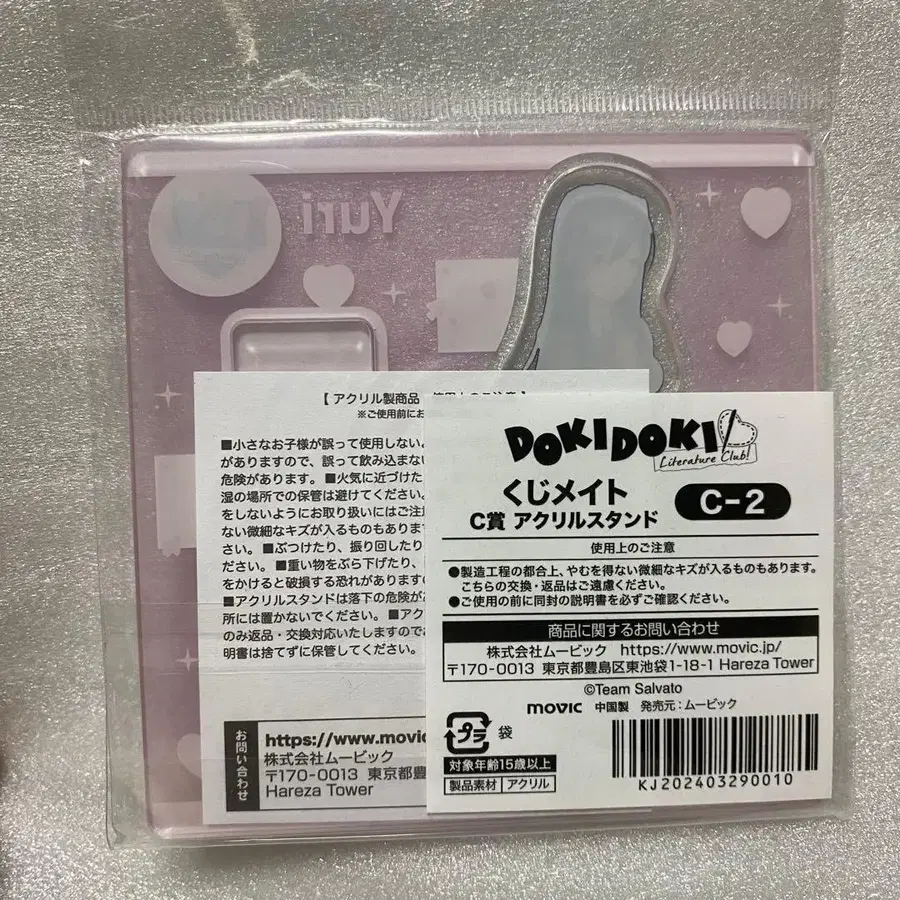 Yuri
【アクリル製商品 使用上のご注意】
※ご使用前にお
■小さなお子様が誤って使用しない
がありますので、誤って飲み込まない
危険があります。■火気に近づけた
湿の場所での保管は避けてください。
をしないようにお取り扱いにはご注意
ない微細なキズが入るものもあります
さい。■ぶつけたり、振り回したり
ださい。■重い物をぶら下げたり、
をかけると破損する恐れがありますの
■アクリルスタンドは落下の危険があ
所には置かないでください。■アク
のみ返品・交換対応いたしますので
明書は捨てずに保管してください。
お問い合わせ
https://www.movic
株式会社ムービック
〒170-0013 東京都豊
Hareza Tower
DOKI DOKI
Literature Club!
くじメイト
C賞 アクリルスタンド
C-2
使用上のご注意
●製造工程の都合上、やむを得ない微細なキズが入るものもあります。
こちらの交換・返品はご遠慮ください。
●ご使用の前に同封の説明書を必ずご確認ください。
商品に関するお問い合わせ
株式会社ムービック https://www.movic.jp/
〒170-0013 東京都豊島区東池袋1-18-1 Hareza Tower
©Team Salvato
movic 中国製 発売元：ムービック
プラ 袋
対象年齢15歳以上
製品素材 アクリル
KJ202403290010